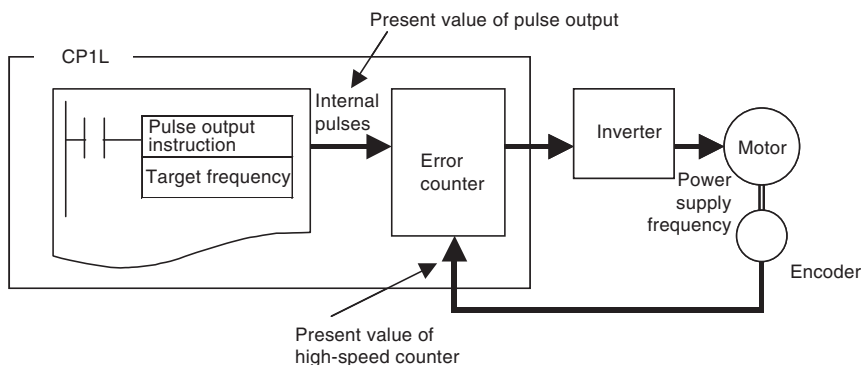 Present value of pulse output
CP1L
Internal
pulses
Pulse output
instruction
Target frequency
Error
counter
Inverter
Motor
Power
supply
frequency
Encoder
Present value of
high-speed counter